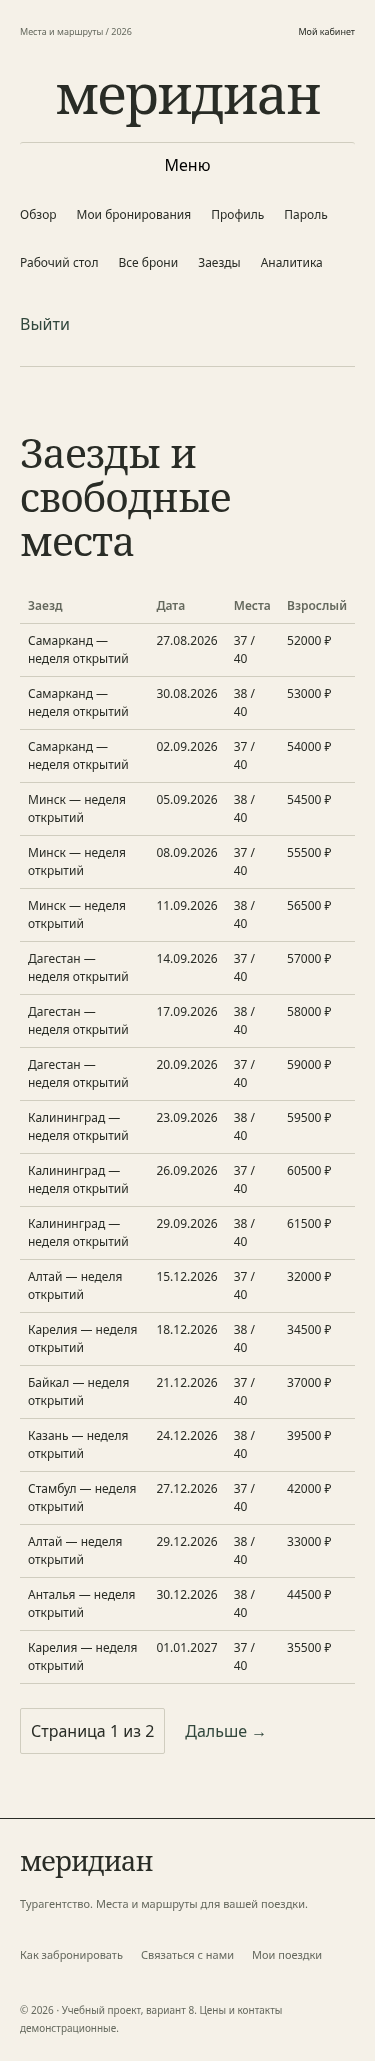 Места и маршруты / 2026 Мой кабинет
меридиан
Меню
Обзор Мои бронирования Профиль Пароль
Рабочий стол Все брони Заезды Аналитика
Выйти
Заезды и
свободные
места
Заезд Дата Места Взрослый
Самарканд — 27.08.2026 37 / 52000 ₽
неделя открытий 40
Самарканд — 30.08.2026 38 / 53000 ₽
неделя открытий 40
Самарканд — 02.09.2026 37 / 54000 ₽
неделя открытий 40
Минск — неделя 05.09.2026 38 / 54500 ₽
открытий 40
Минск — неделя 08.09.2026 37 / 55500 ₽
открытий 40
Минск — неделя 11.09.2026 38 / 56500 ₽
открытий 40
Дагестан — 14.09.2026 37 / 57000 ₽
неделя открытий 40
Дагестан — 17.09.2026 38 / 58000 ₽
неделя открытий 40
Дагестан — 20.09.2026 37 / 59000 ₽
неделя открытий 40
Калининград — 23.09.2026 38 / 59500 ₽
неделя открытий 40
Калининград — 26.09.2026 37 / 60500 ₽
неделя открытий 40
Калининград — 29.09.2026 38 / 61500 ₽
неделя открытий 40
Алтай — неделя 15.12.2026 37 / 32000 ₽
открытий 40
Карелия — неделя 18.12.2026 38 / 34500 ₽
открытий 40
Байкал — неделя 21.12.2026 37 / 37000 ₽
открытий 40
Казань — неделя 24.12.2026 38 / 39500 ₽
открытий 40
Стамбул — неделя 27.12.2026 37 / 42000 ₽
открытий 40
Алтай — неделя 29.12.2026 38 / 33000 ₽
открытий 40
Анталья — неделя 30.12.2026 38 / 44500 ₽
открытий 40
Карелия — неделя 01.01.2027 37 / 35500 ₽
открытий 40
Страница 1 из 2 Дальше →
меридиан
Турагентство. Места и маршруты для вашей поездки.
Как забронировать Связаться с нами Мои поездки
© 2026 · Учебный проект, вариант 8. Цены и контакты
демонстрационные.